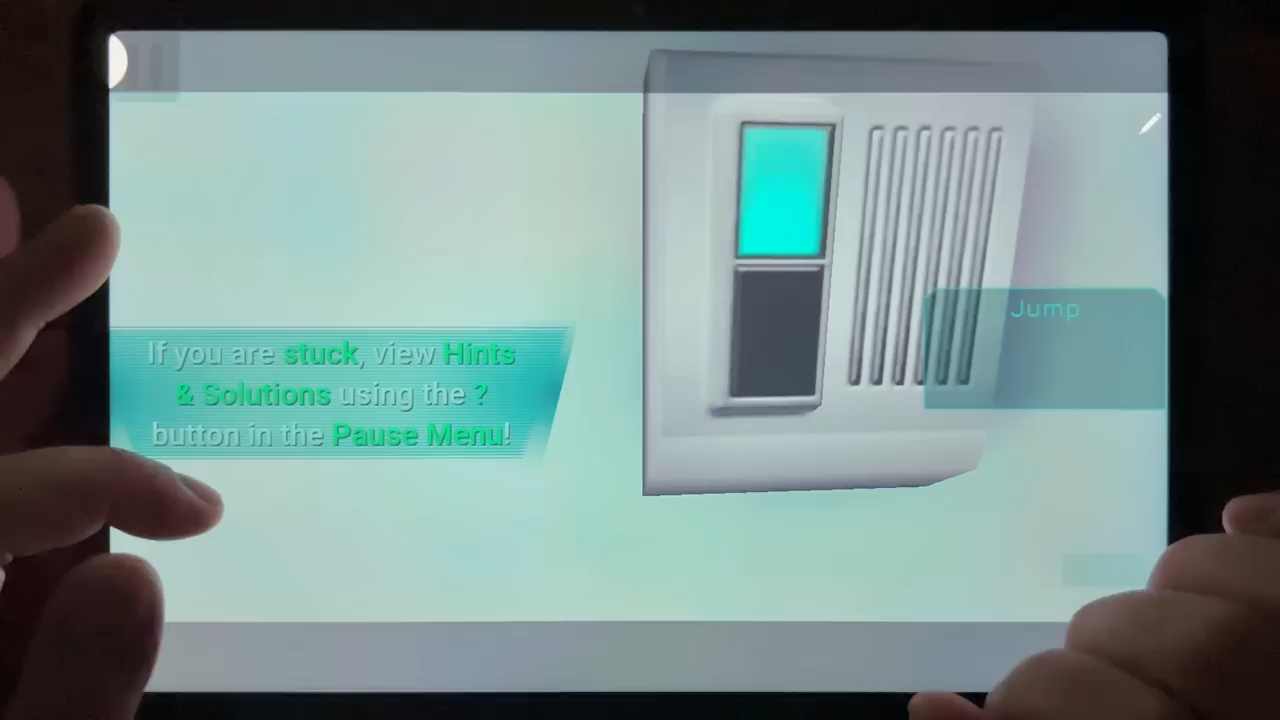 If you are stuck, view Hints
& Solutions using the ?
button in the Pause Menu!
Jump